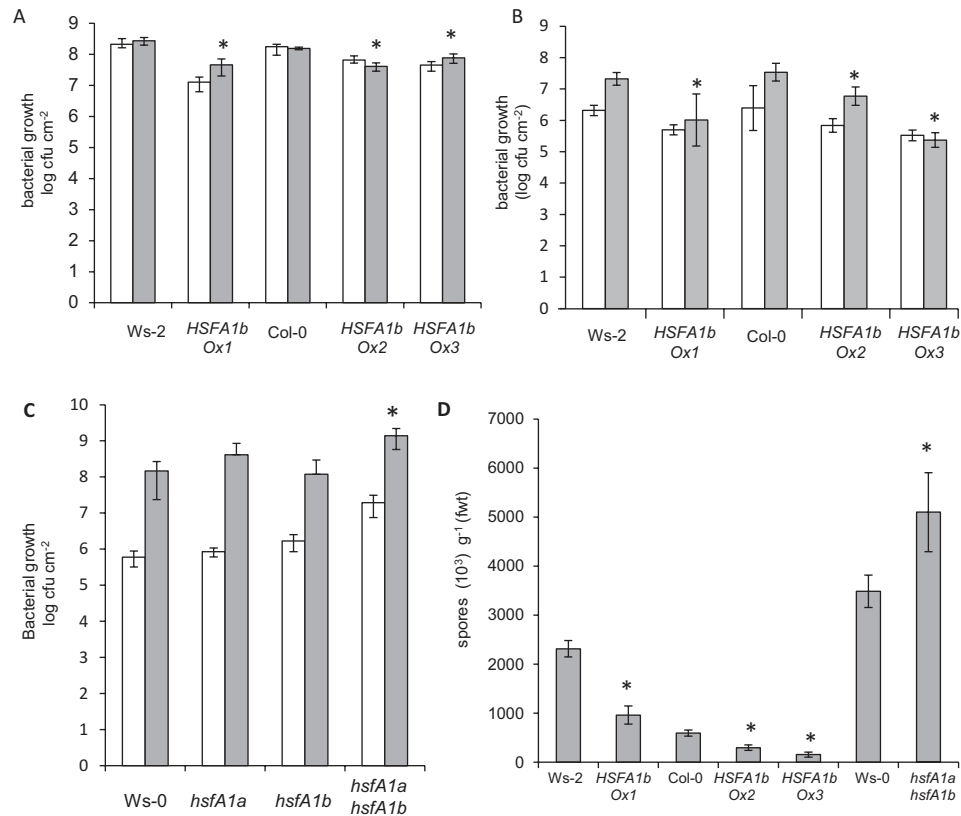 A
9
8
7
6
5
4
3
2
1
0
bacterial growth
log cfu cm⁻²
*
*
*
Ws-2
HSFA1b
Ox1
Col-0
HSFA1b
Ox2
HSFA1b
Ox3
B
9
8
7
6
5
4
3
2
1
0
bacterial growth
(log cfu cm⁻²)
*
*
*
Ws-2
HSFA1b
Ox1
Col-0
HSFA1b
Ox2
HSFA1b
Ox3
C
10
9
8
7
6
5
4
3
2
1
0
Bacterial growth
log cfu cm⁻²
*
Ws-0
hsfA1a
hsfA1b
hsfA1a
hsfA1b
D
7000
6000
5000
4000
3000
2000
1000
0
spores (10³) g⁻¹ (fwt)
*
*
*
*
Ws-2
HSFA1b
Ox1
Col-0
HSFA1b
Ox2
HSFA1b
Ox3
Ws-0
hsfA1a
hsfA1b